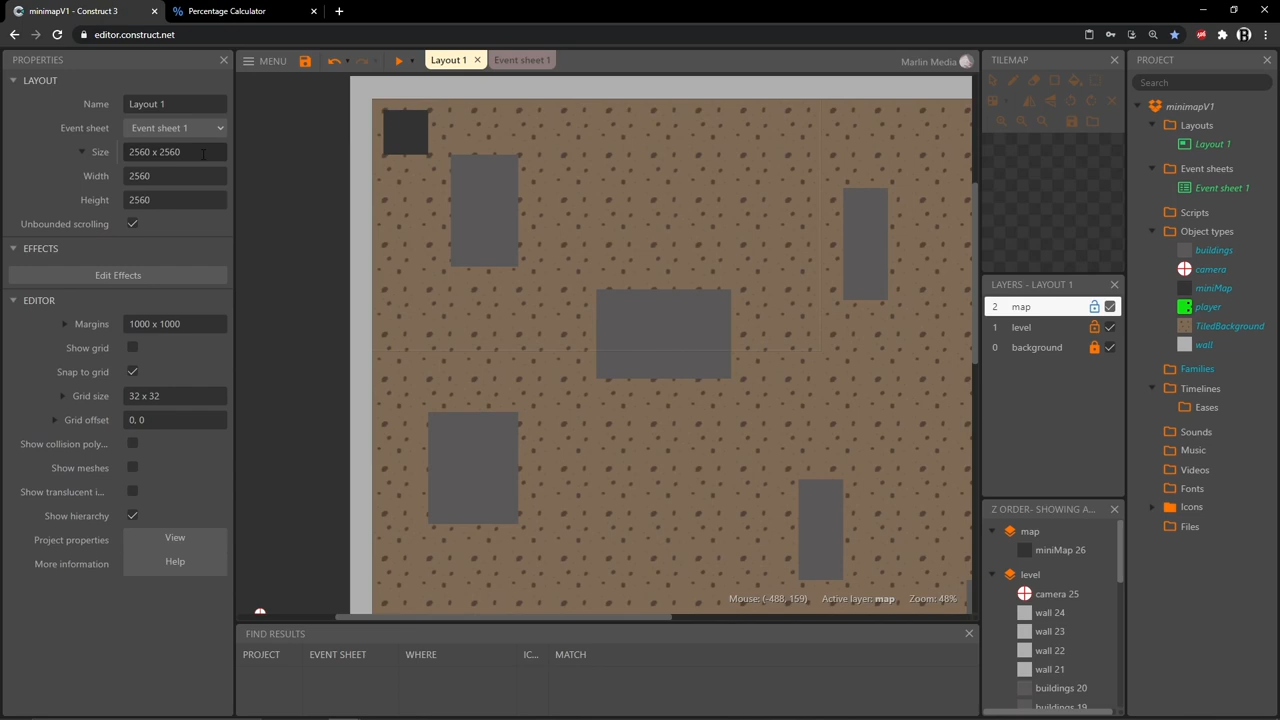 minimapV1 - Construct 3
Percentage Calculator
editor.construct.net
PROPERTIES
LAYOUT
Name Layout 1
Event sheet Event sheet 1
Size 2560 x 2560
Width 2560
Height 2560
Unbounded scrolling
EFFECTS
Edit Effects
EDITOR
Margins 1000 x 1000
Show grid
Snap to grid
Grid size 32 x 32
Grid offset 0, 0
Show collision poly...
Show meshes
Show translucent i...
Show hierarchy
Project properties View
More information Help
MENU
Layout 1
Event sheet 1
Marlin Media
Mouse: (-488, 159) Active layer: map Zoom: 48%
FIND RESULTS
PROJECT EVENT SHEET WHERE IC... MATCH
TILEMAP
LAYERS - LAYOUT 1
2 map
1 level
0 background
Z ORDER- SHOWING A...
map
miniMap 26
level
camera 25
wall 24
wall 23
wall 22
wall 21
buildings 20
buildings 19
PROJECT
Search
minimapV1
Layouts
Layout 1
Event sheets
Event sheet 1
Scripts
Object types
buildings
camera
miniMap
player
TiledBackground
wall
Families
Timelines
Eases
Sounds
Music
Videos
Fonts
Icons
Files